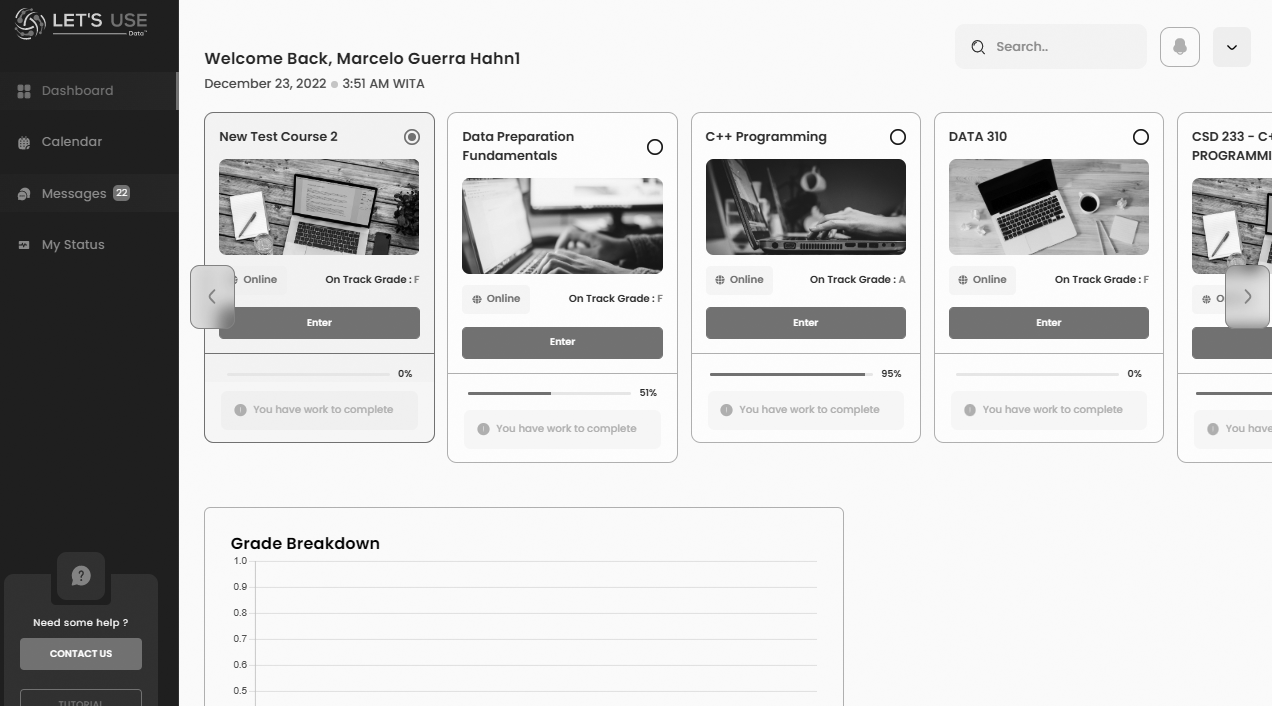 LET'S USE
Data™
Dashboard
Calendar
Messages 22
My Status
Need some help ?
CONTACT US
TUTORIAL
Welcome Back, Marcelo Guerra Hahn1
December 23, 2022 3:51 AM WITA
Search..
New Test Course 2
Online
On Track Grade : F
Enter
0%
You have work to complete
Data Preparation
Fundamentals
Online
On Track Grade : F
Enter
51%
You have work to complete
C++ Programming
Online
On Track Grade : A
Enter
95%
You have work to complete
DATA 310
Online
On Track Grade : F
Enter
0%
You have work to complete
CSD 233 - C+
PROGRAMMI
O
You have
Grade Breakdown
1.0
0.9
0.8
0.7
0.6
0.5